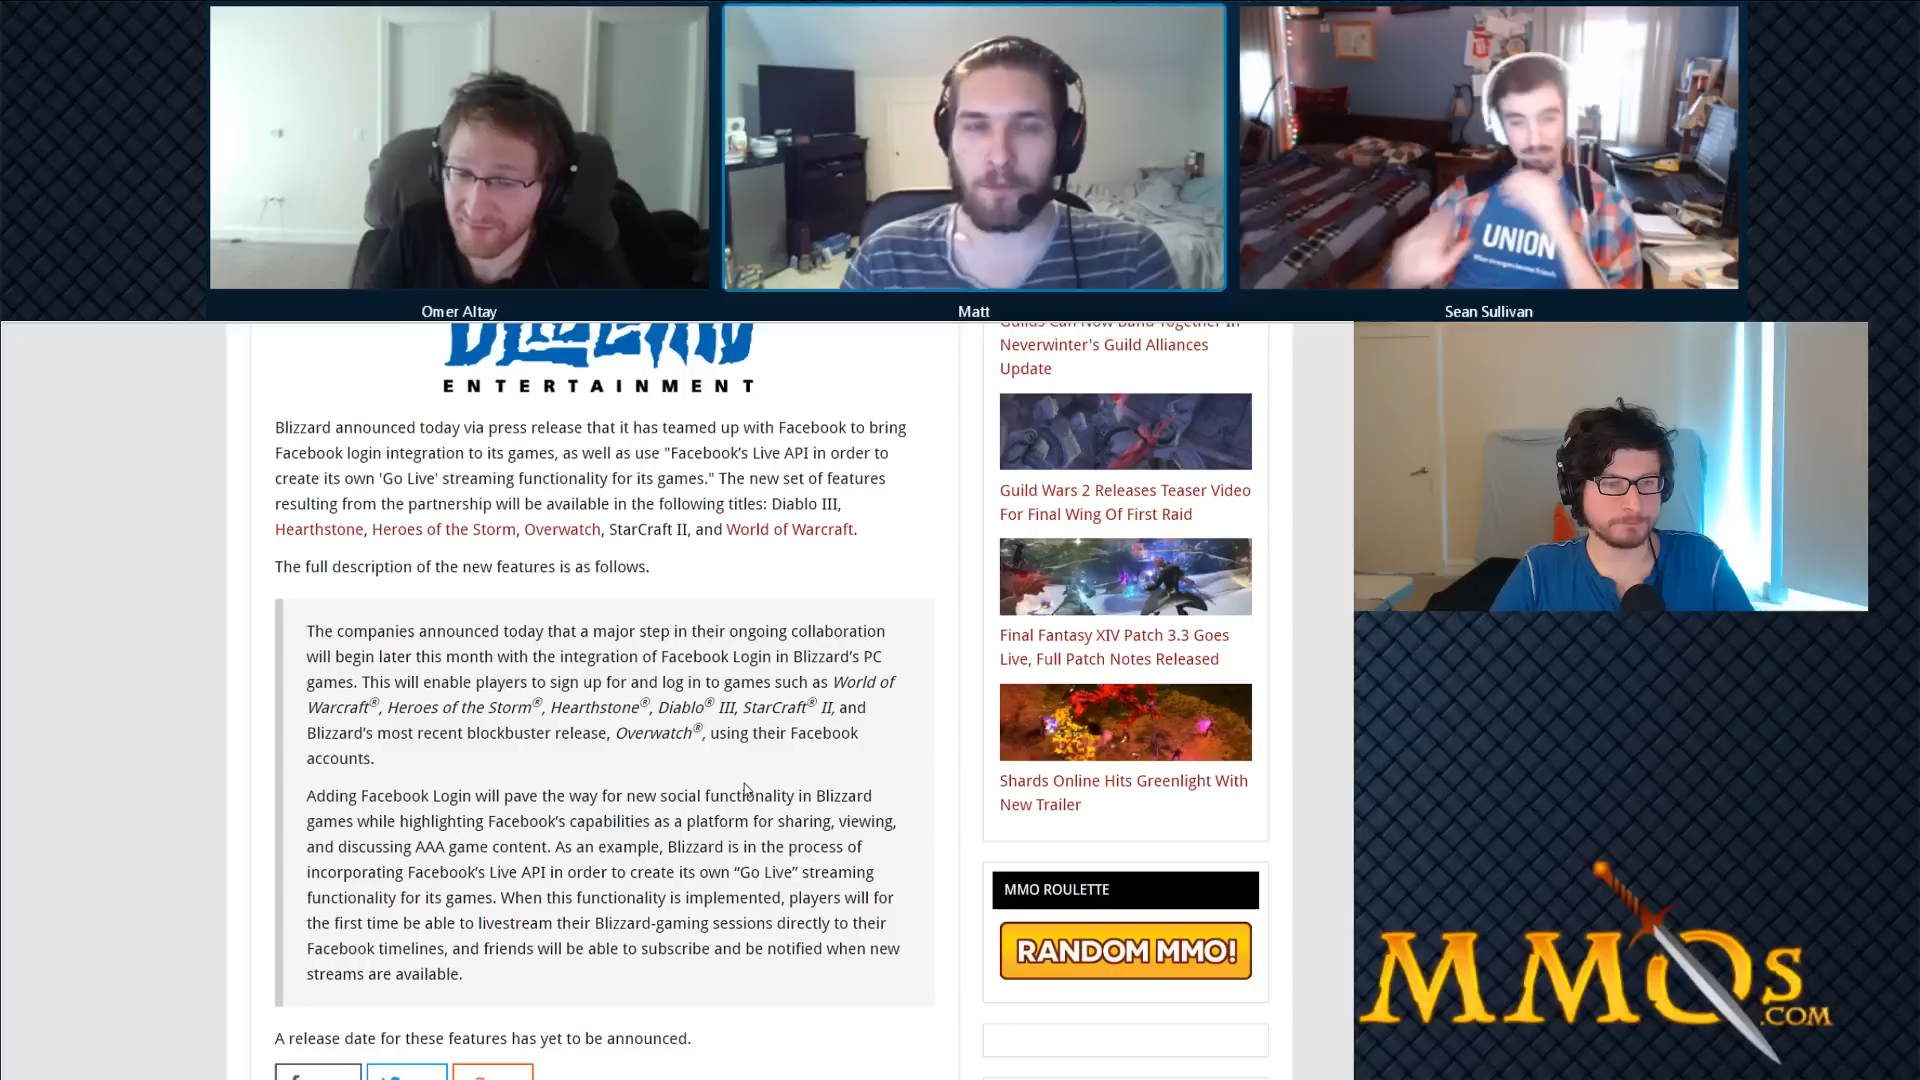 UNION
Omer Altay
Matt
Sean Sullivan
ENTERTAINMENT
Blizzard announced today via press release that it has teamed up with Facebook to bring
Facebook login integration to its games, as well as use "Facebook's Live API in order to
create its own 'Go Live' streaming functionality for its games." The new set of features
resulting from the partnership will be available in the following titles: Diablo III,
Hearthstone, Heroes of the Storm, Overwatch, StarCraft II, and World of Warcraft.
The full description of the new features is as follows.
The companies announced today that a major step in their ongoing collaboration
will begin later this month with the integration of Facebook Login in Blizzard's PC
games. This will enable players to sign up for and log in to games such as World of
Warcraft®, Heroes of the Storm®, Hearthstone®, Diablo® III, StarCraft® II, and
Blizzard's most recent blockbuster release, Overwatch®, using their Facebook
accounts.
Adding Facebook Login will pave the way for new social functionality in Blizzard
games while highlighting Facebook's capabilities as a platform for sharing, viewing,
and discussing AAA game content. As an example, Blizzard is in the process of
incorporating Facebook's Live API in order to create its own “Go Live” streaming
functionality for its games. When this functionality is implemented, players will for
the first time be able to livestream their Blizzard-gaming sessions directly to their
Facebook timelines, and friends will be able to subscribe and be notified when new
streams are available.
A release date for these features has yet to be announced.
Guilds Can Now Band Together In
Neverwinter's Guild Alliances
Update
Guild Wars 2 Releases Teaser Video
For Final Wing Of First Raid
Final Fantasy XIV Patch 3.3 Goes
Live, Full Patch Notes Released
Shards Online Hits Greenlight With
New Trailer
MMO ROULETTE
RANDOM MMO!
MMOs
.COM